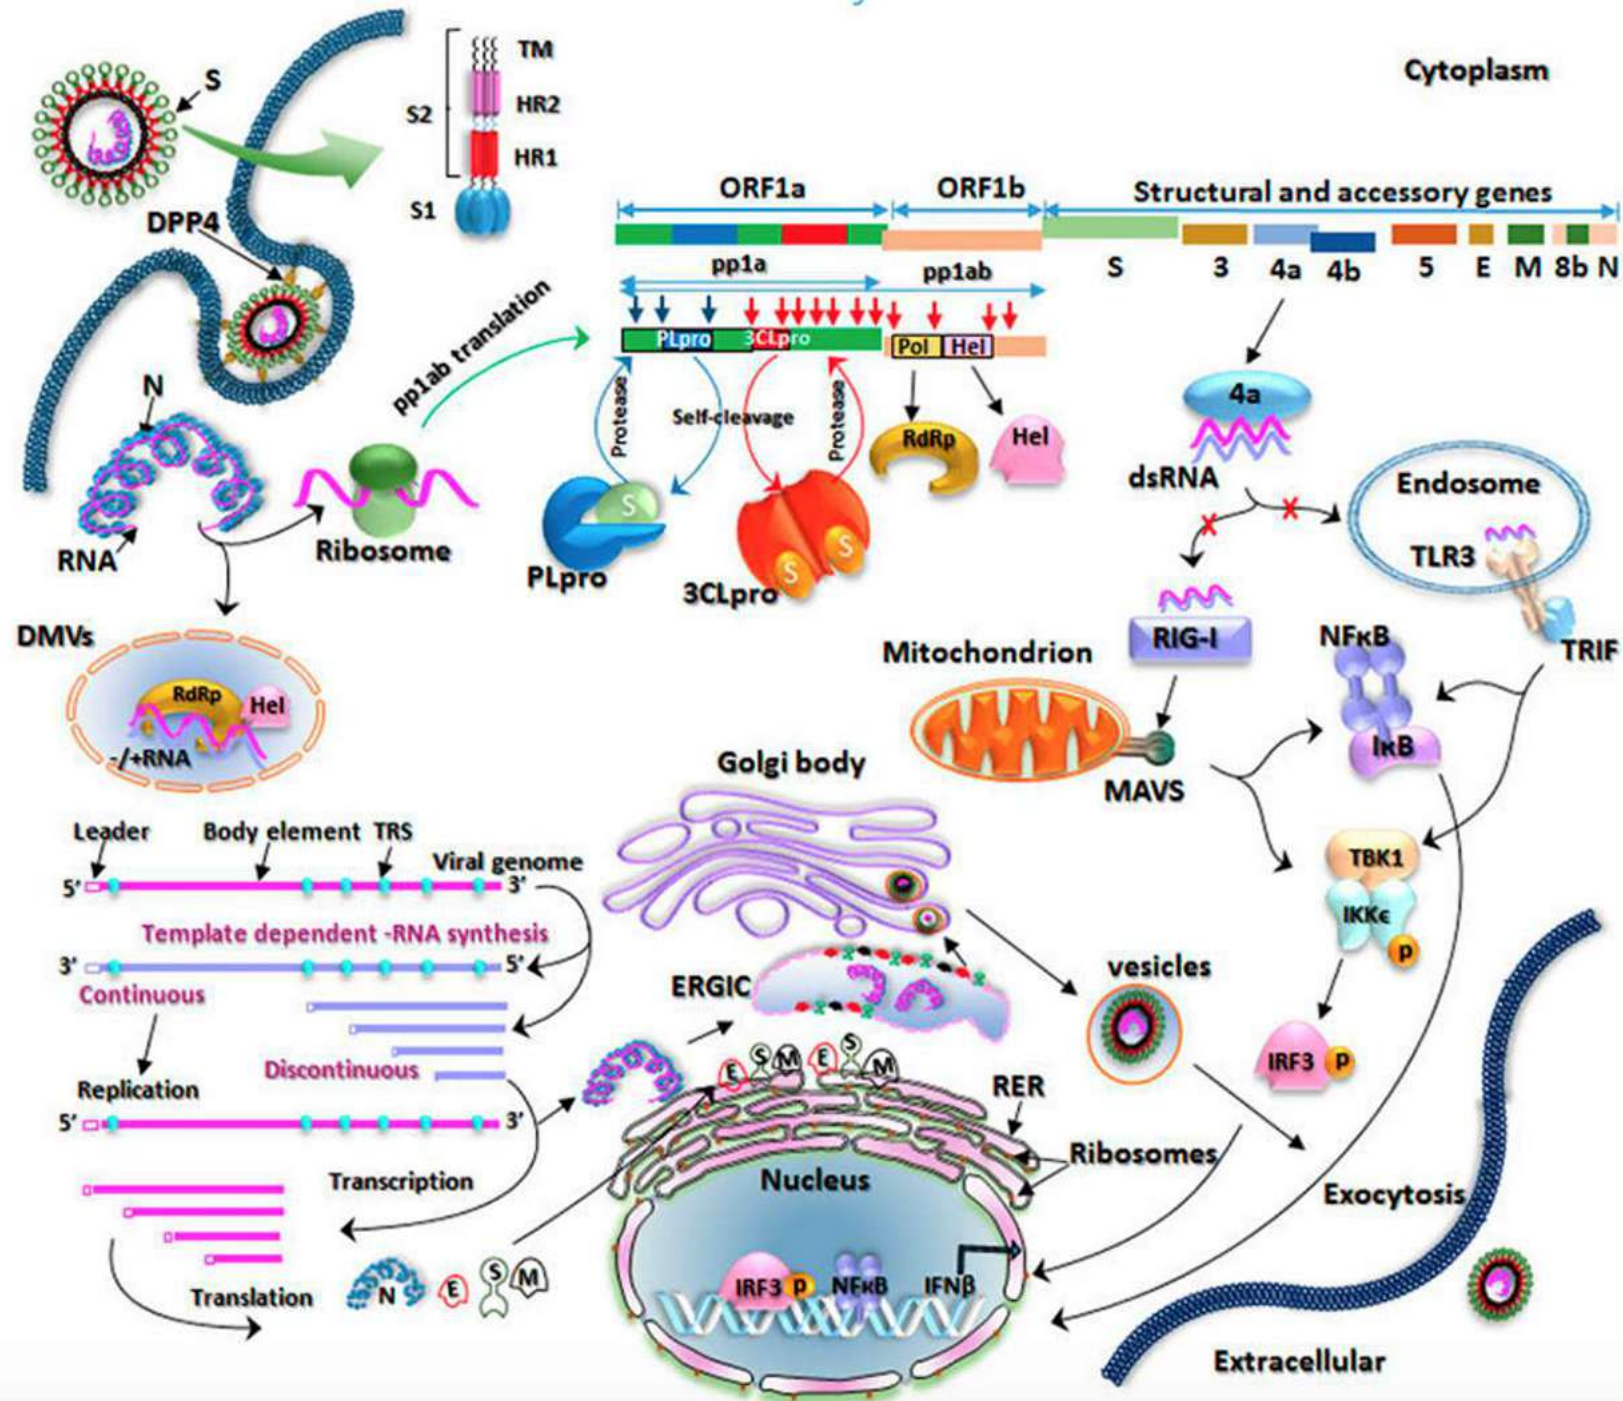 Cytoplasm
S
TM
S2
HR2
HR1
S1
DPP4
ORF1a
ORF1b
Structural and accessory genes
pp1a
pp1ab
S
3
4a
4b
5
E
M
8b
N
pp1ab translation
PLpro
3CLpro
Pol
Hel
Protease
Self-cleavage
Protease
RdRp
Hel
4a
dsRNA
N
RNA
Ribosome
S
PLpro
S
S
3CLpro
Endosome
TLR3
TRIF
RIG-I
Mitochondrion
MAVS
NFκB
IκB
DMVs
RdRp
Hel
-/+RNA
Golgi body
TBK1
IKKϵ
p
Leader
Body element
TRS
Viral genome
5’
3’
Template dependent -RNA synthesis
3’
5’
Continuous
Discontinuous
Replication
5’
3’
Transcription
Translation
N
E
S
M
ERGIC
vesicles
IRF3
p
E
S
M
E
S
M
RER
Ribosomes
Nucleus
IRF3
p
NFκB
IFNβ
Exocytosis
Extracellular